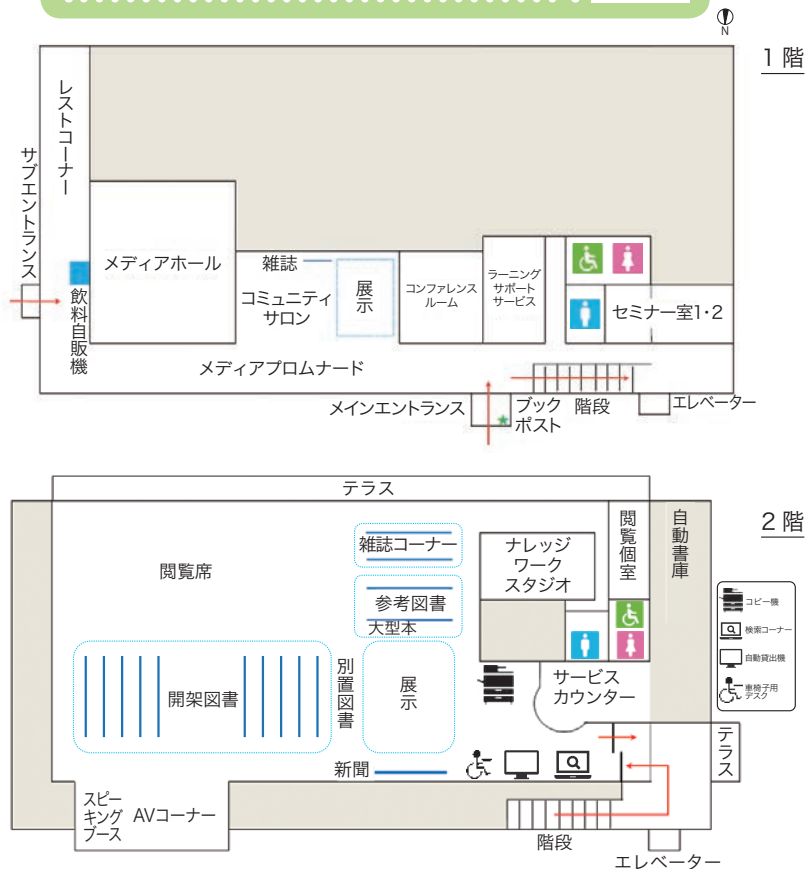 N
1 階
レストコーナー
サブエントランス
メディアホール
雑誌
コミュニティ
サロン
展示
コンファレンス
ルーム
ラーニング
サポート
サービス
セミナー室1・2
飲料自販機
メディアプロムナード
メインエントランス
ブック
ポスト
階段
エレベーター
2 階
テラス
閲覧席
雑誌コーナー
参考図書
大型本
ナレッジ
ワーク
スタジオ
閲覧個室
自動書庫
コピー機
検索コーナー
自動貸出機
車椅子用
デスク
開架図書
別置図書
展示
サービス
カウンター
テラス
新聞
スピー
キング
ブース
AVコーナー
階段
エレベーター